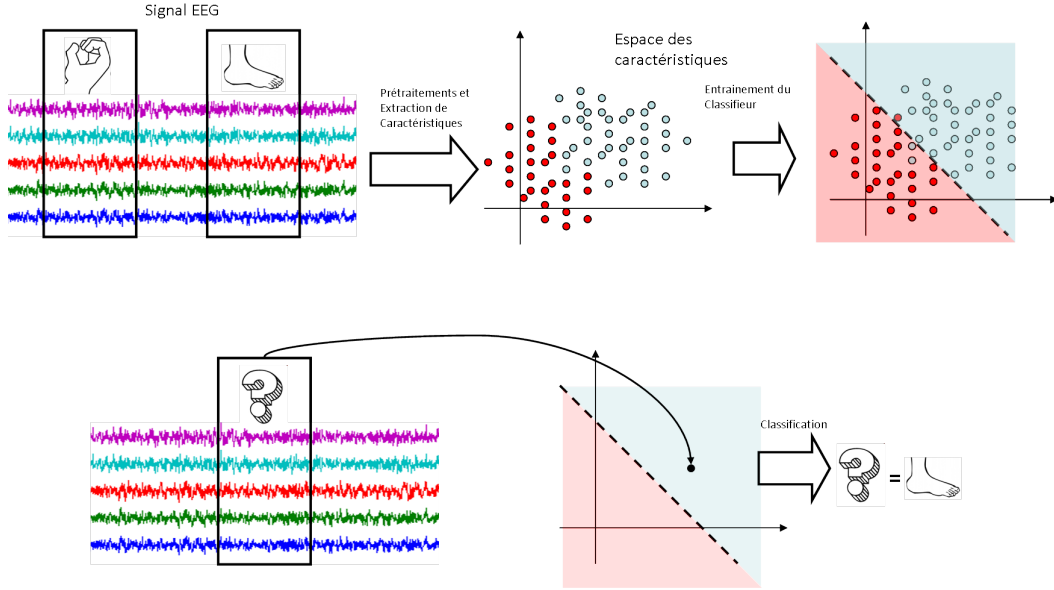 Signal EEG
Prétraitements et
Extraction de
Caractéristiques
Espace des
caractéristiques
Entrainement du
Classifieur
?
Classification
? =